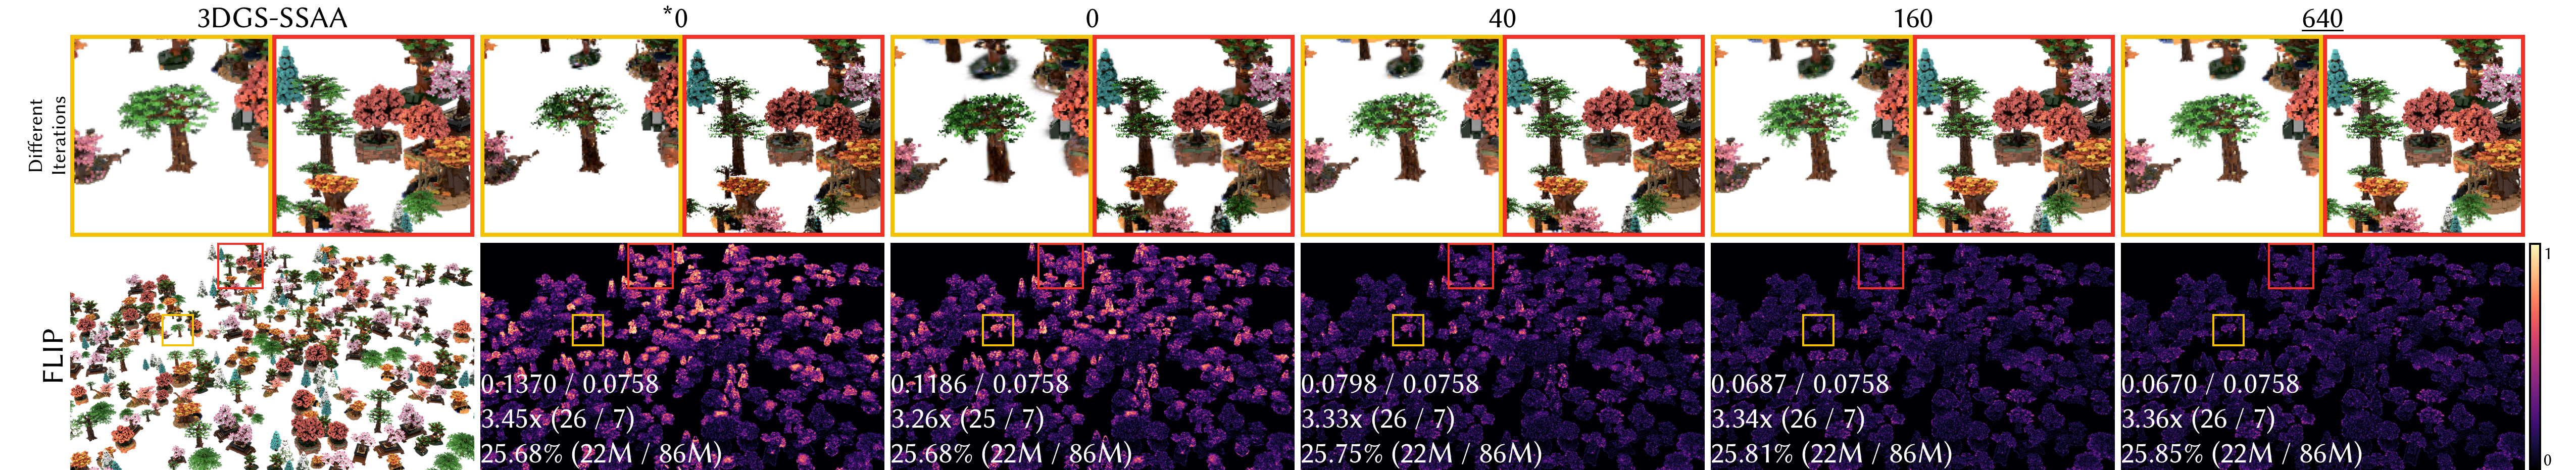 3DGS-SSAA *0 0 40 160 640
Different
Iterations
FLIP
1
0.1370 / 0.0758
3.45x (26 / 7)
25.68% (22M / 86M)
0.1186 / 0.0758
3.26x (25 / 7)
25.68% (22M / 86M)
0.0798 / 0.0758
3.33x (26 / 7)
25.75% (22M / 86M)
0.0687 / 0.0758
3.34x (26 / 7)
25.81% (22M / 86M)
0.0670 / 0.0758
3.36x (26 / 7)
25.85% (22M / 86M)
0